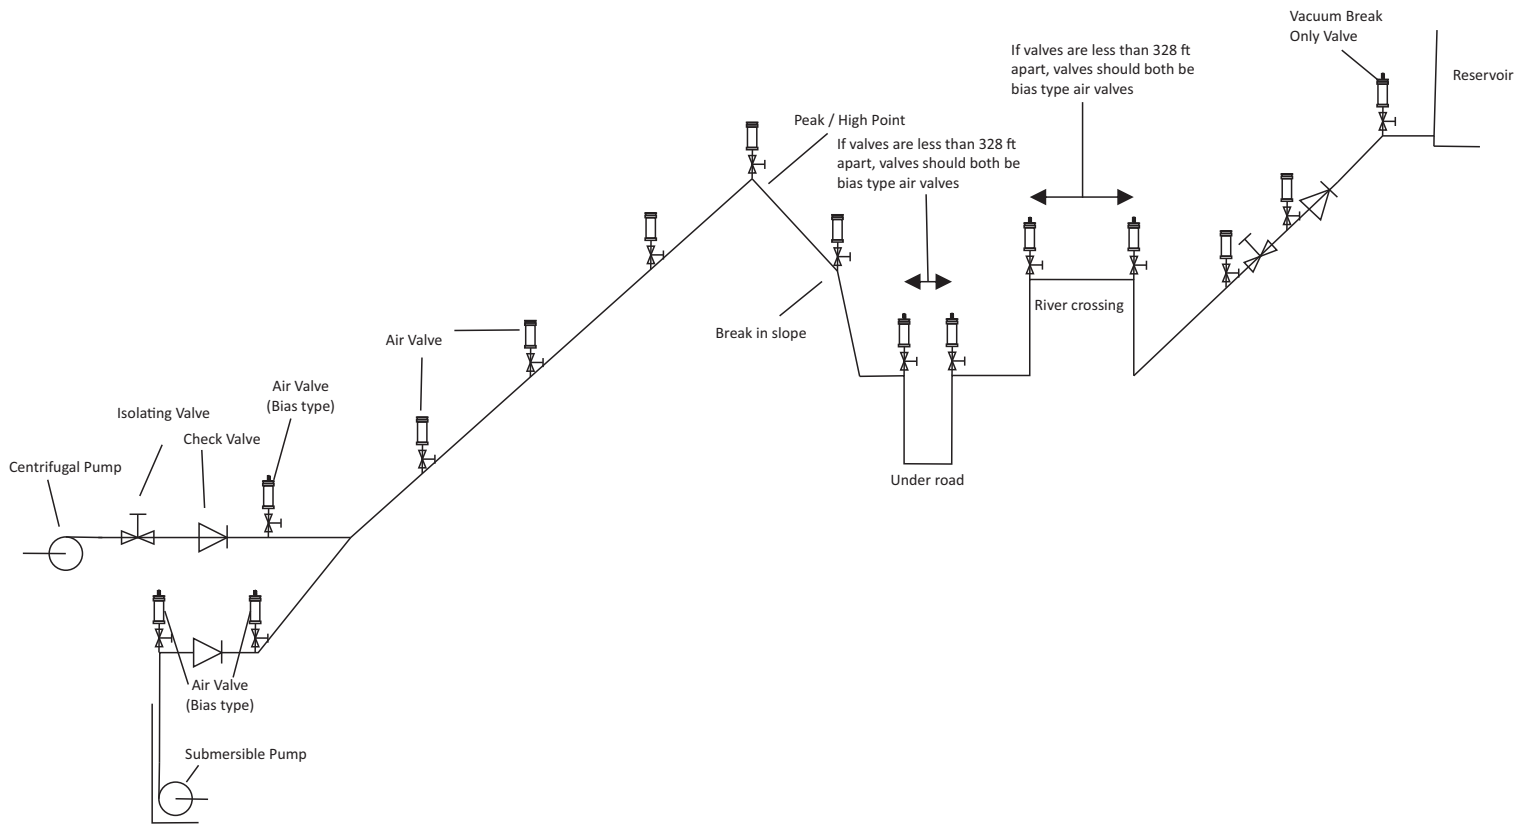 Vacuum Break
Only Valve
Reservoir
If valves are less than 328 ft
apart, valves should both be
bias type air valves
Peak / High Point
If valves are less than 328 ft
apart, valves should both be
bias type air valves
River crossing
Break in slope
Air Valve
Air Valve
(Bias type)
Isolating Valve
Check Valve
Centrifugal Pump
Under road
Air Valve
(Bias type)
Submersible Pump